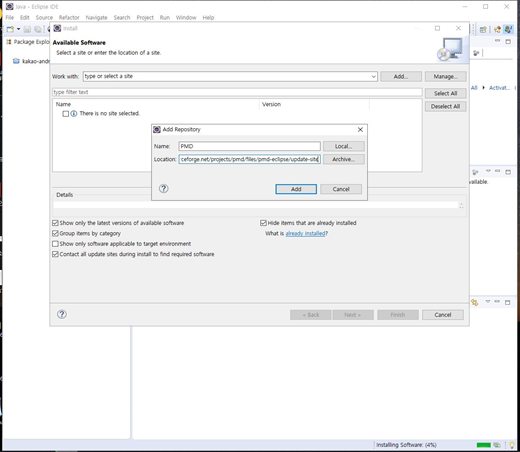 Java - Eclipse IDE
File Edit Source Refactor Navigate Search Project Run Window Help
Package Explo
kakao-andr
Install
Available Software
Select a site or enter the location of a site.
Work with: type or select a site Add... Manage...
type filter text Select All
Name Version Deselect All
There is no site selected.
Add Repository
Name: PMD Local...
Location: ceforge.net/projects/pmd/files/pmd-eclipse/update-site Archive...
Add Cancel
Details
Show only the latest versions of available software Hide items that are already installed
Group items by category What is already installed?
Show only software applicable to target environment
Contact all update sites during install to find required software
< Back Next > Finish Cancel
All Activat...
vailable.
Installing Software: (4%)